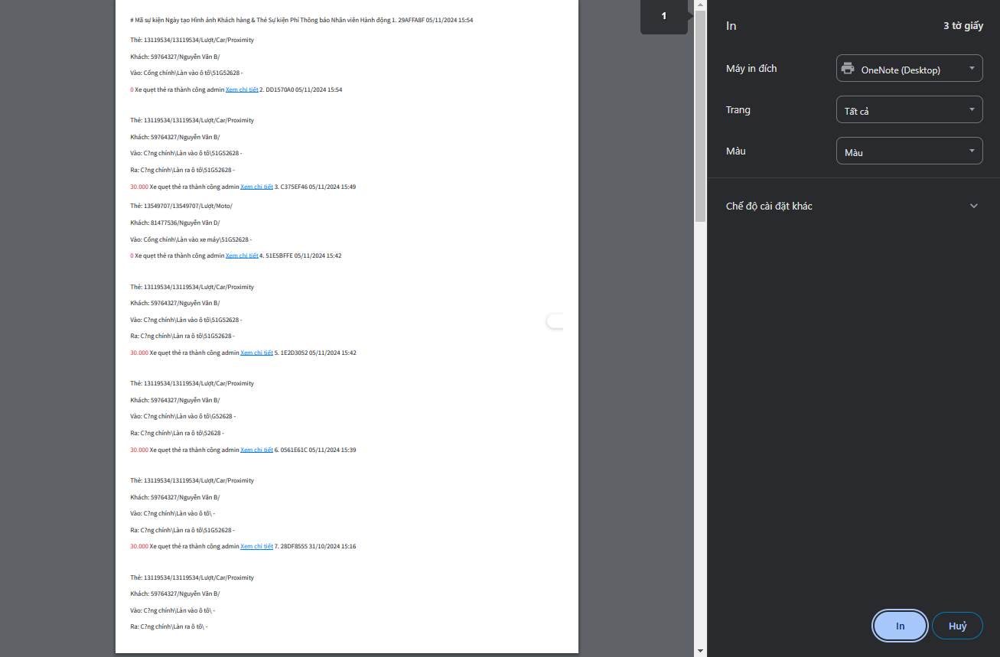 # Mã sự kiện Ngày tạo Hình ảnh Khách hàng & Thẻ Sự kiện Phí Thông báo Nhân viên Hành động 1. 29AFFA8F 05/11/2024 15:54
Thẻ: 13119534/13119534/Lượt/Car/Proximity
Khách: 59764327/Nguyễn Văn B/
Vào: Cổng chính\Làn vào ô tô\51G52628 -
0 Xe quẹt thẻ ra thành công admin Xem chi tiết 2. DD1570A0 05/11/2024 15:54
Thẻ: 13119534/13119534/Lượt/Car/Proximity
Khách: 59764327/Nguyễn Văn B/
Vào: C?ng chính\Làn vào ô tô\51G52628 -
Ra: C?ng chính\Làn ra ô tô\51G52628 -
30.000 Xe quẹt thẻ ra thành công admin Xem chi tiết 3. C375EF46 05/11/2024 15:49
Thẻ: 13549707/13549707/Lượt/Moto/
Khách: 81477536/Nguyễn Văn D/
Vào: Cổng chính\Làn vào xe máy\51G52628 -
0 Xe quẹt thẻ ra thành công admin Xem chi tiết 4. 51E5BFFE 05/11/2024 15:42
Thẻ: 13119534/13119534/Lượt/Car/Proximity
Khách: 59764327/Nguyễn Văn B/
Vào: C?ng chính\Làn vào ô tô\51G52628 -
Ra: C?ng chính\Làn ra ô tô\51G52628 -
30.000 Xe quẹt thẻ ra thành công admin Xem chi tiết 5. 1E2D3052 05/11/2024 15:42
Thẻ: 13119534/13119534/Lượt/Car/Proximity
Khách: 59764327/Nguyễn Văn B/
Vào: C?ng chính\Làn vào ô tô\G52628 -
Ra: C?ng chính\Làn ra ô tô\52628 -
30.000 Xe quẹt thẻ ra thành công admin Xem chi tiết 6. 0561E61C 05/11/2024 15:39
Thẻ: 13119534/13119534/Lượt/Car/Proximity
Khách: 59764327/Nguyễn Văn B/
Vào: C?ng chính\Làn vào ô tô\ -
Ra: C?ng chính\Làn ra ô tô\51G52628 -
30.000 Xe quẹt thẻ ra thành công admin Xem chi tiết 7. 28DF8555 31/10/2024 15:16
Thẻ: 13119534/13119534/Lượt/Car/Proximity
Khách: 59764327/Nguyễn Văn B/
Vào: C?ng chính\Làn vào ô tô\ -
Ra: C?ng chính\Làn ra ô tô\ -
1
In 3 tờ giấy
Máy in đích OneNote (Desktop)
Trang Tất cả
Màu Màu
Chế độ cài đặt khác
In Huỷ